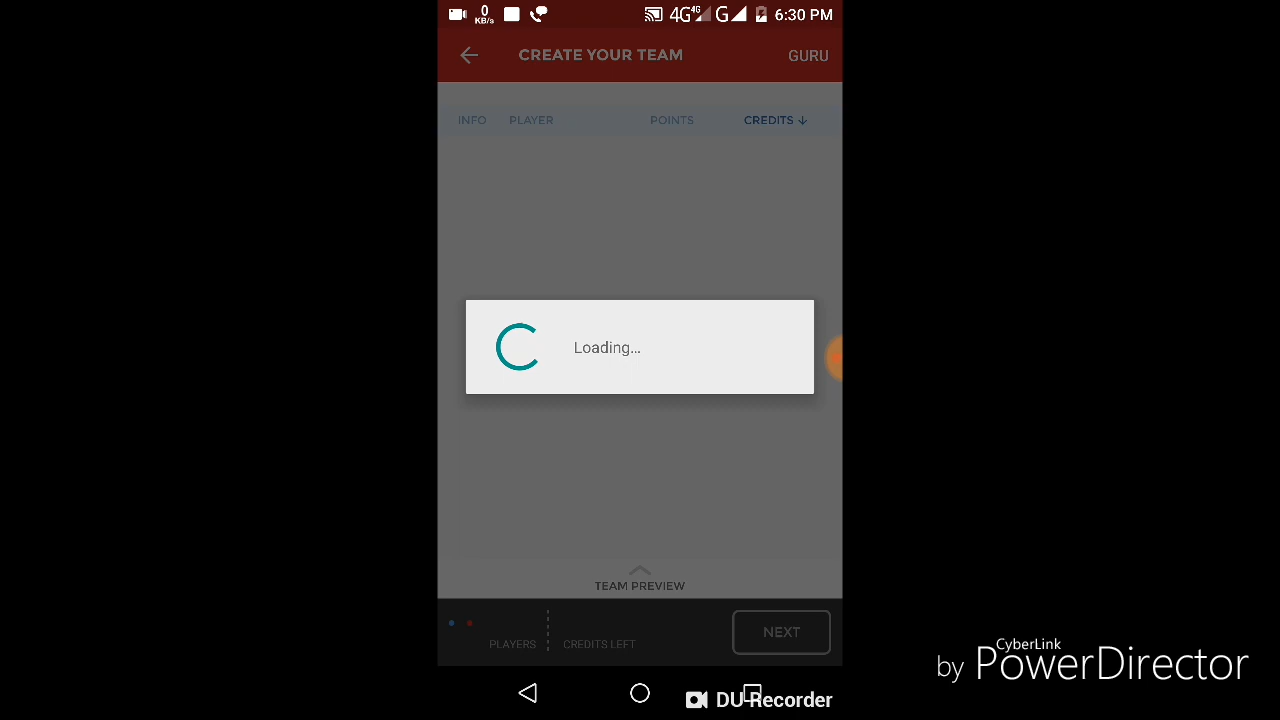 0
KB/s
4G 4G G 6:30 PM
CREATE YOUR TEAM
GURU
INFO PLAYER POINTS CREDITS ↓
Loading...
TEAM PREVIEW
PLAYERS CREDITS LEFT
NEXT
CyberLink
by PowerDirector
DU Recorder